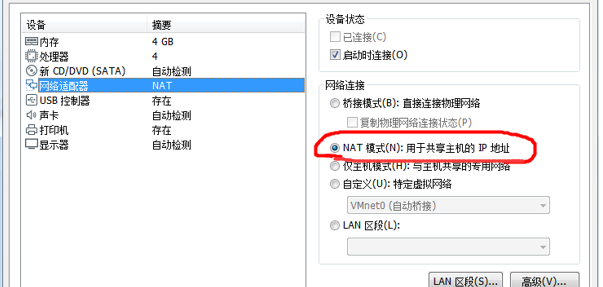 设备 摘要
内存 4 GB
处理器 4
新 CD/DVD (SATA) 自动检测
网络适配器 NAT
USB 控制器 存在
声卡 自动检测
打印机 存在
显示器 自动检测
设备状态
已连接(C)
启动时连接(O)
网络连接
桥接模式(B): 直接连接物理网络
复制物理网络连接状态(P)
NAT 模式(N): 用于共享主机的 IP 地址
仅主机模式(H): 与主机共享的专用网络
自定义(U): 特定虚拟网络
VMnet0 (自动桥接)
LAN 区段(L):
LAN 区段(S)... 高级(V)...